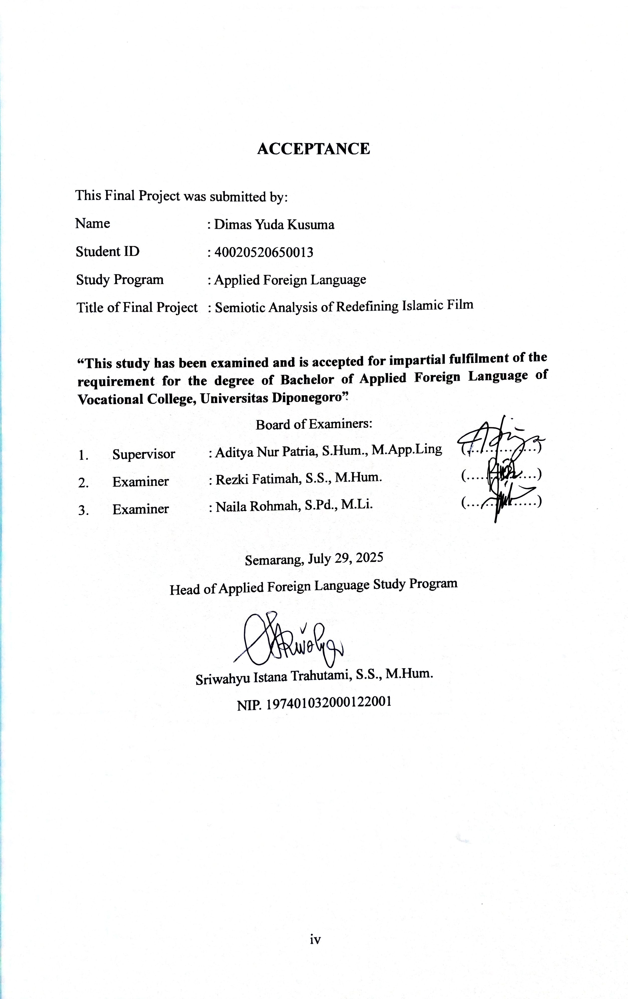 ACCEPTANCE
This Final Project was submitted by:
Name : Dimas Yuda Kusuma
Student ID : 40020520650013
Study Program : Applied Foreign Language
Title of Final Project : Semiotic Analysis of Redefining Islamic Film
“This study has been examined and is accepted for impartial fulfilment of the
requirement for the degree of Bachelor of Applied Foreign Language of
Vocational College, Universitas Diponegoro”.
Board of Examiners:
1. Supervisor : Aditya Nur Patria, S.Hum., M.App.Ling (..................)
2. Examiner : Rezki Fatimah, S.S., M.Hum. (..................)
3. Examiner : Naila Rohmah, S.Pd., M.Li. (..................)
Semarang, July 29, 2025
Head of Applied Foreign Language Study Program
Sriwahyu Istana Trahutami, S.S., M.Hum.
NIP. 197401032000122001
iv